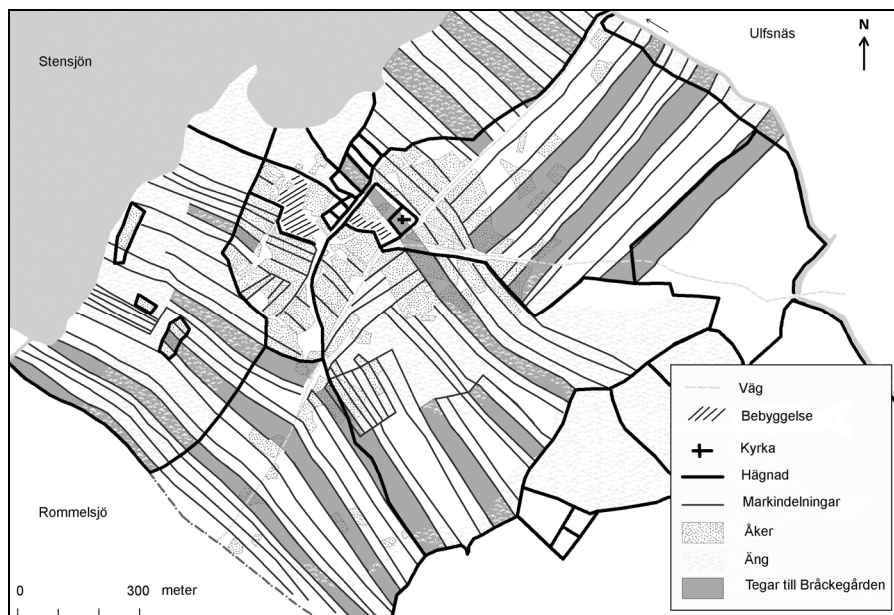 Stensjön
Ulfsnäs
N
Rommelsjö
0 300 meter
Väg
Bebyggelse
Kyrka
Hägnad
Markindelningar
Åker
Äng
Tegar till Bråckegården